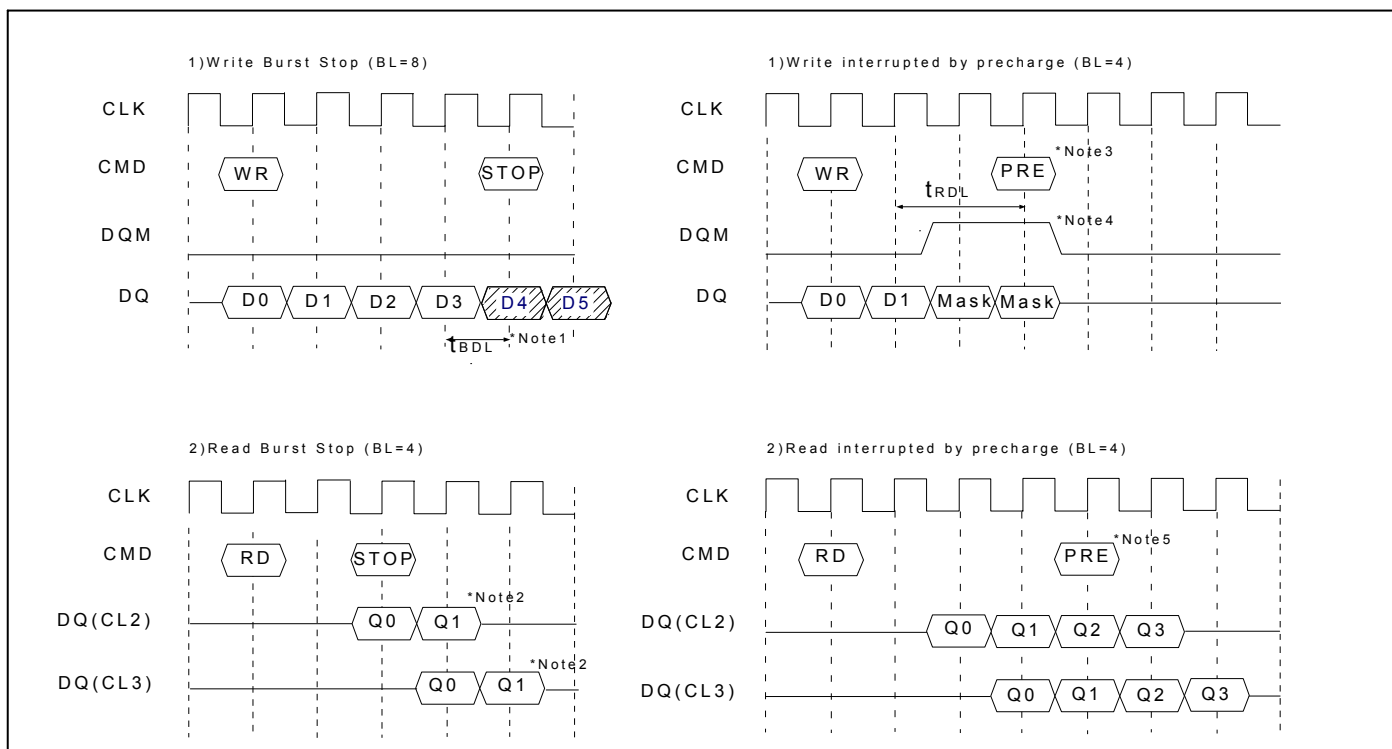 1)Write Burst Stop (BL=8)
CLK
CMD
WR
STOP
DQM
DQ
D0 D1 D2 D3 D4 D5
tBDL
*Note1
1)Write interrupted by precharge (BL=4)
CLK
CMD
WR
PRE
*Note3
tRDL
DQM
*Note4
DQ
D0 D1 Mask Mask
2)Read Burst Stop (BL=4)
CLK
CMD
RD
STOP
DQ(CL2)
Q0 Q1
*Note2
DQ(CL3)
Q0 Q1
*Note2
2)Read interrupted by precharge (BL=4)
CLK
CMD
RD
PRE
*Note5
DQ(CL2)
Q0 Q1 Q2 Q3
DQ(CL3)
Q0 Q1 Q2 Q3